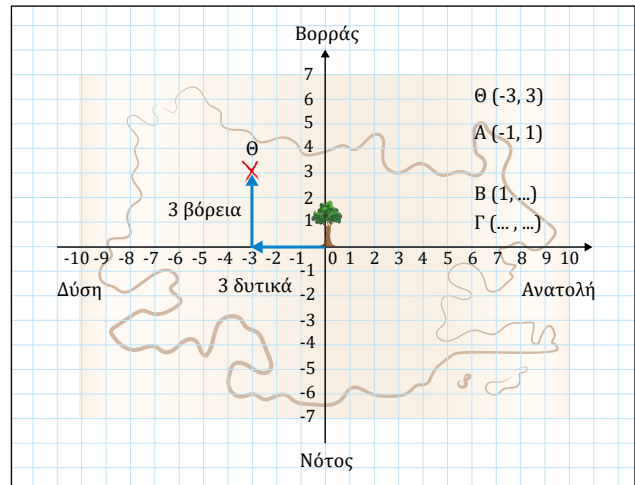 Βορράς
7
6
5
4
3
2
1
Θ (-3, 3)
Α (-1, 1)
Β (1, ...)
Γ (... , ...)
Θ
3 βόρεια
-10 -9 -8 -7 -6 -5 -4 -3 -2 -1 0 1 2 3 4 5 6 7 8 9 10
Δύση
3 δυτικά
Ανατολή
-1
-2
-3
-4
-5
-6
-7
Νότος